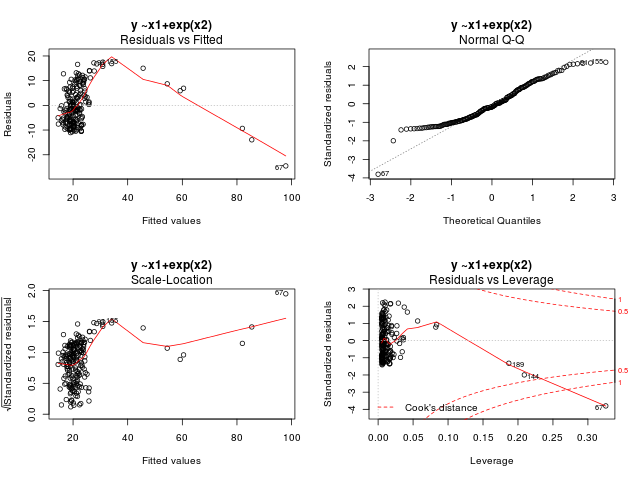 y ~x1+exp(x2)
Residuals vs Fitted
Residuals
20
10
0
-10
-20
155
67
20 40 60 80 100
Fitted values
y ~x1+exp(x2)
Normal Q-Q
Standardized residuals
2
1
0
-1
-2
-3
-4
155
67
-3 -2 -1 0 1 2 3
Theoretical Quantiles
y ~x1+exp(x2)
Scale-Location
√|Standardized residuals|
2.0
1.5
1.0
0.5
0.0
67
155
20 40 60 80 100
Fitted values
y ~x1+exp(x2)
Residuals vs Leverage
Standardized residuals
3
2
1
0
-1
-2
-3
-4
1
0.5
0.5
1
189
144
67
Cook's distance
0.00 0.05 0.10 0.15 0.20 0.25 0.30
Leverage